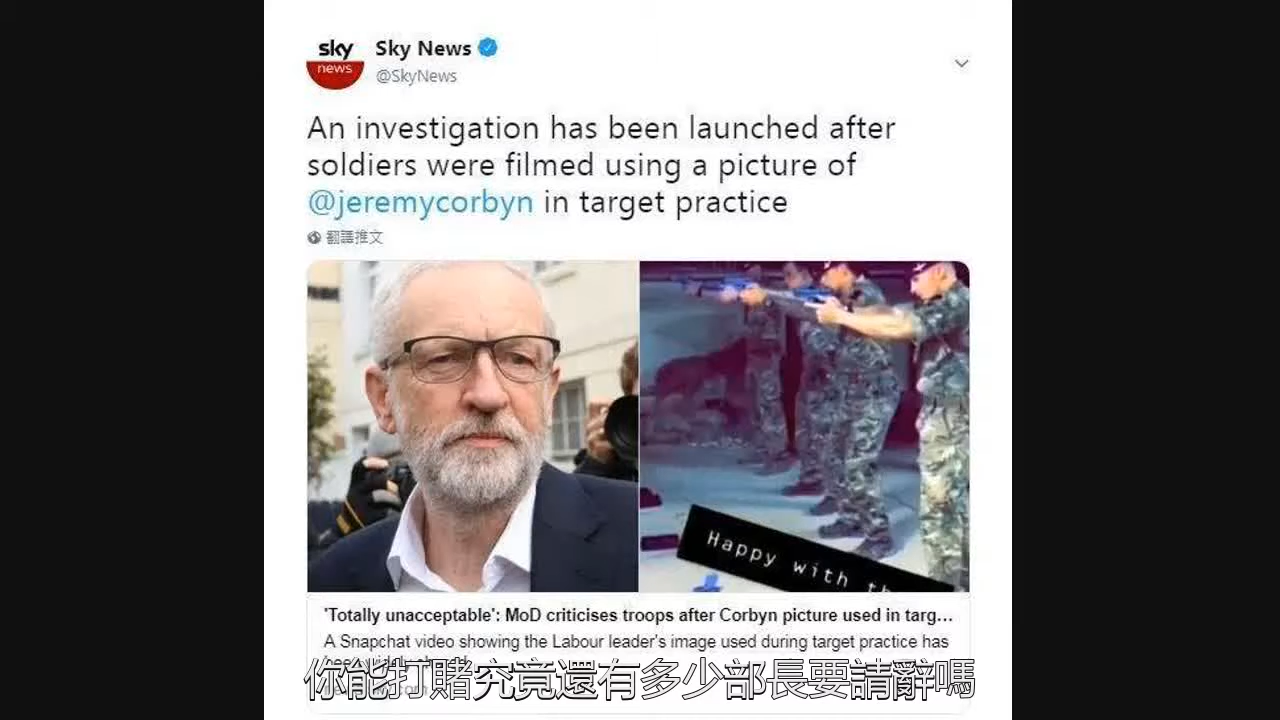 sky
news
Sky News
@SkyNews
An investigation has been launched after
soldiers were filmed using a picture of
@jeremycorbyn in target practice
翻譯推文
Happy with th
'Totally unacceptable': MoD criticises troops after Corbyn picture used in targ…
A Snapchat video showing the Labour leader's image used during target practice has
你能打賭究竟還有多少部長要請辭嗎